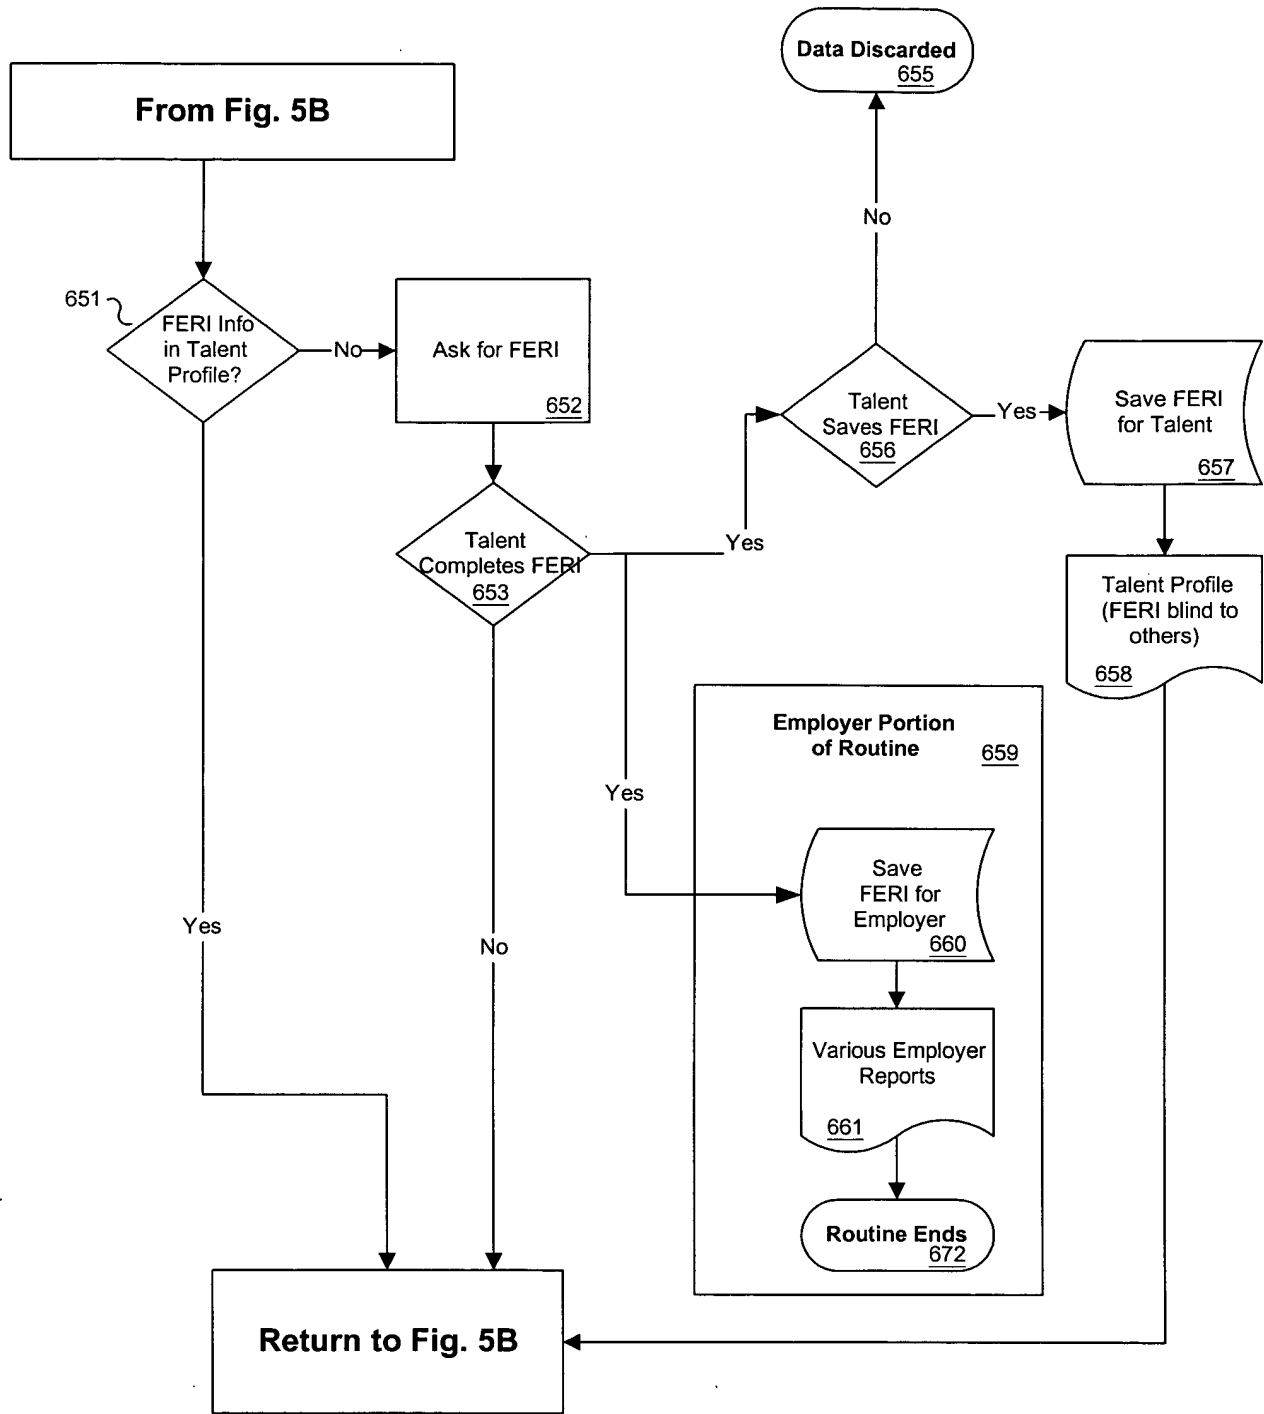 Data Discarded
655
From Fig. 5B
No
651
FERI Info
in Talent
Profile?
No
Ask for FERI
652
Talent
Saves FERI
656
Yes
Save FERI
for Talent
657
Talent
Completes FERI
653
Yes
Talent Profile
(FERI blind to
others)
658
Employer Portion
of Routine
659
Yes
Save
FERI for
Employer
660
Yes
No
Various Employer
Reports
661
Routine Ends
672
Return to Fig. 5B